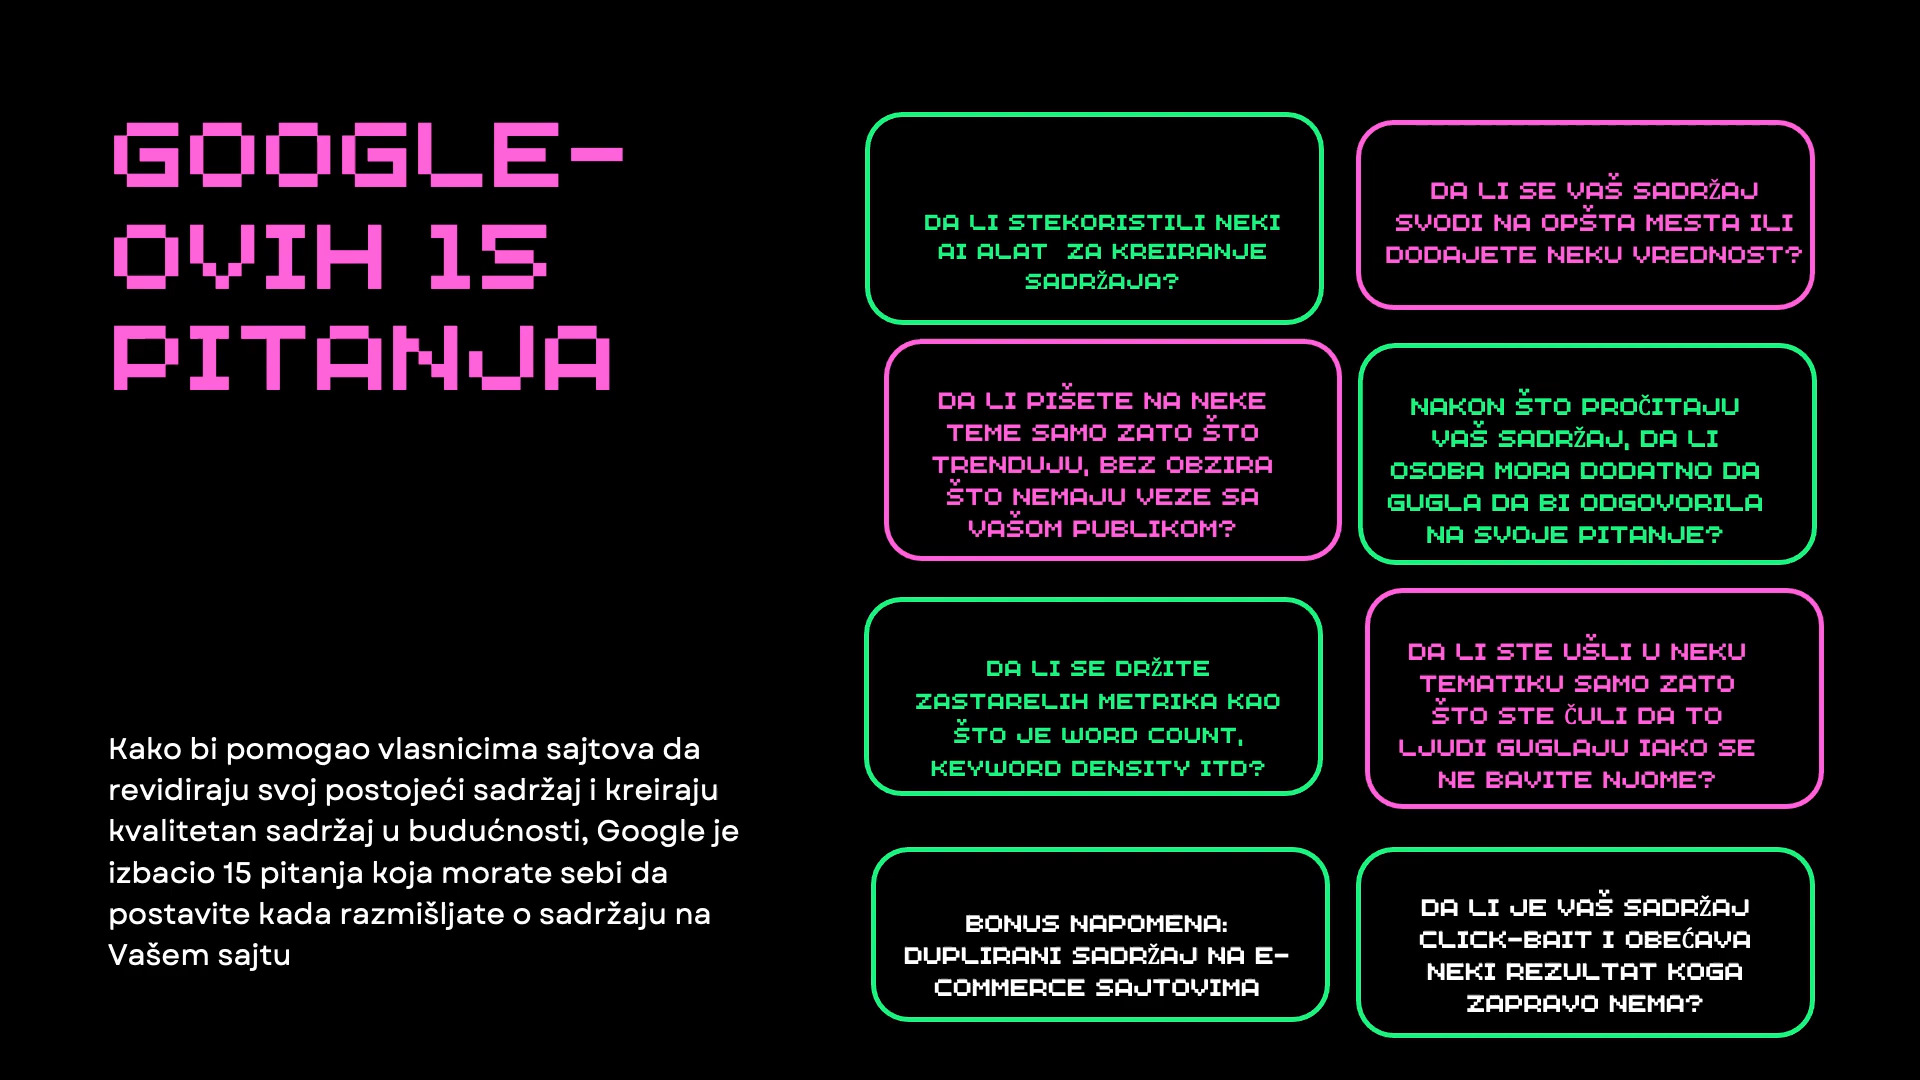 GOOGLE-
OVIH 15
PITANJA
Kako bi pomogao vlasnicima sajtova da
revidiraju svoj postojeći sadržaj i kreiraju
kvalitetan sadržaj u budućnosti, Google je
izbacio 15 pitanja koja morate sebi da
postavite kada razmišljate o sadržaju na
Vašem sajtu
DA LI STEKORISTILI NEKI
AI ALAT  ZA KREIRANJE
SADRŽAJA?
DA LI SE VAŠ SADRŽAJ
SVODI NA OPŠTA MESTA ILI
DODAJETE NEKU VREDNOST?
DA LI PIŠETE NA NEKE
TEME SAMO ZATO ŠTO
TRENDUJU, BEZ OBZIRA
ŠTO NEMAJU VEZE SA
VAŠOM PUBLIKOM?
NAKON ŠTO PROČITAJU
VAŠ SADRŽAJ, DA LI
OSOBA MORA DODATNO DA
GUGLA DA BI ODGOVORILA
NA SVOJE PITANJE?
DA LI SE DRŽITE
ZASTARELIH METRIKA KAO
ŠTO JE WORD COUNT,
KEYWORD DENSITY ITD?
DA LI STE UŠLI U NEKU
TEMATIKU SAMO ZATO
ŠTO STE ČULI DA TO
LJUDI GUGLAJU IAKO SE
NE BAVITE NJOME?
BONUS NAPOMENA:
DUPLIRANI SADRŽAJ NA E-
COMMERCE SAJTOVIMA
DA LI JE VAŠ SADRŽAJ
CLICK-BAIT I OBEĆAVA
NEKI REZULTAT KOGA
ZAPRAVO NEMA?